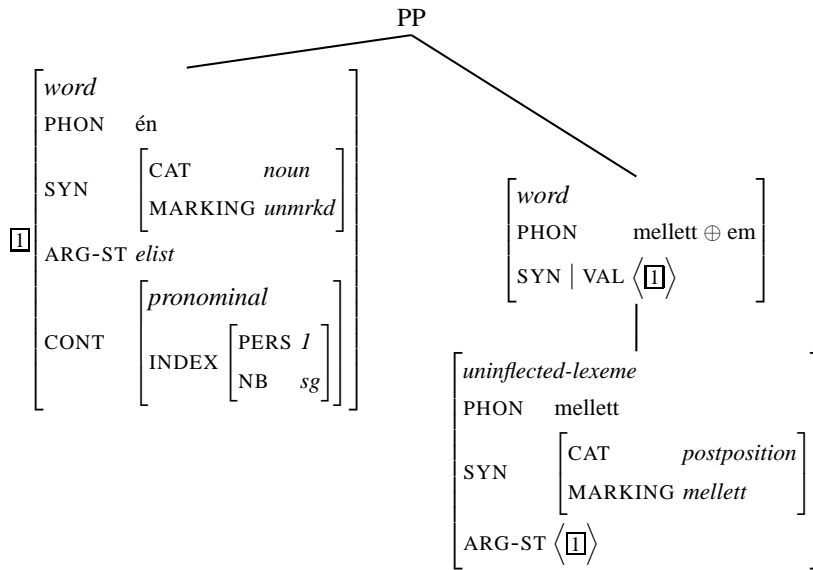 PP
word
PHON én
SYN
CAT noun
MARKING unmrkd
1
ARG-ST elist
CONT
pronominal
INDEX
PERS 1
NB sg
word
PHON mellett ⊕ em
SYN | VAL ⟨1⟩
uninflected-lexeme
PHON mellett
SYN
CAT postposition
MARKING mellett
ARG-ST ⟨1⟩